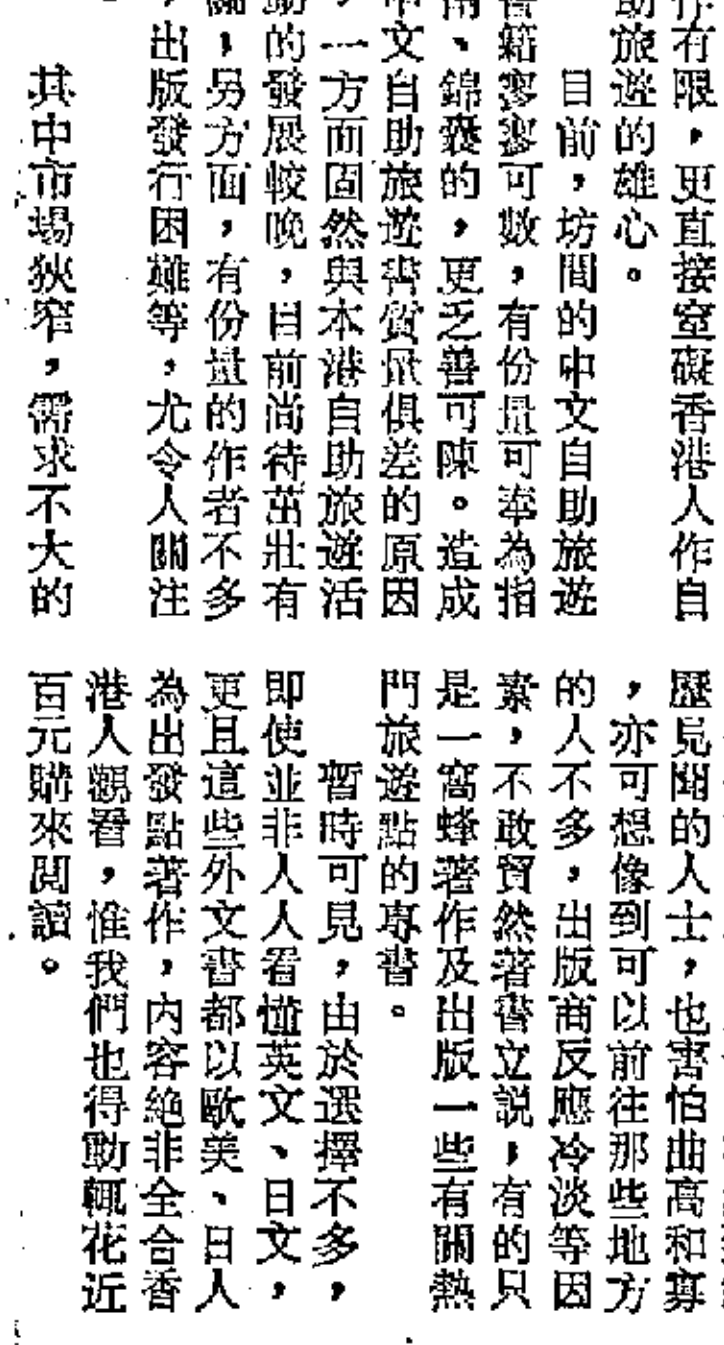 作有限，更直接窒礙香港人作自
助旅遊的雄心。
目前，坊間的中文自助旅遊
書籍寥寥可數，有份量可奉為指
南、錦囊的，更乏善可陳。造成
中文自助旅遊書質量俱差的原因
，一方面固然與本港自助旅遊活
動的發展較晚，目前尚待茁壯有
關，另方面，有份量的作者不多
，出版發行困難等，尤令人關注
。
其中市場狹窄，需求不大的
歷見聞的人士，也害怕曲高和寡
，亦可想像到可以前往那些地方
的人不多，出版商反應冷淡等因
素，不敢貿然著書立說，有的只
是一窩蜂著作及出版一些有關熱
門旅遊點的專書。
暫時可見，由於選擇不多，
即使並非人人看懂英文、日文，
更且這些外文書都以歐美、日人
為出發點著作，內容絕非全合香
港人觀看，惟我們也得動輒花近
百元購來閱讀。